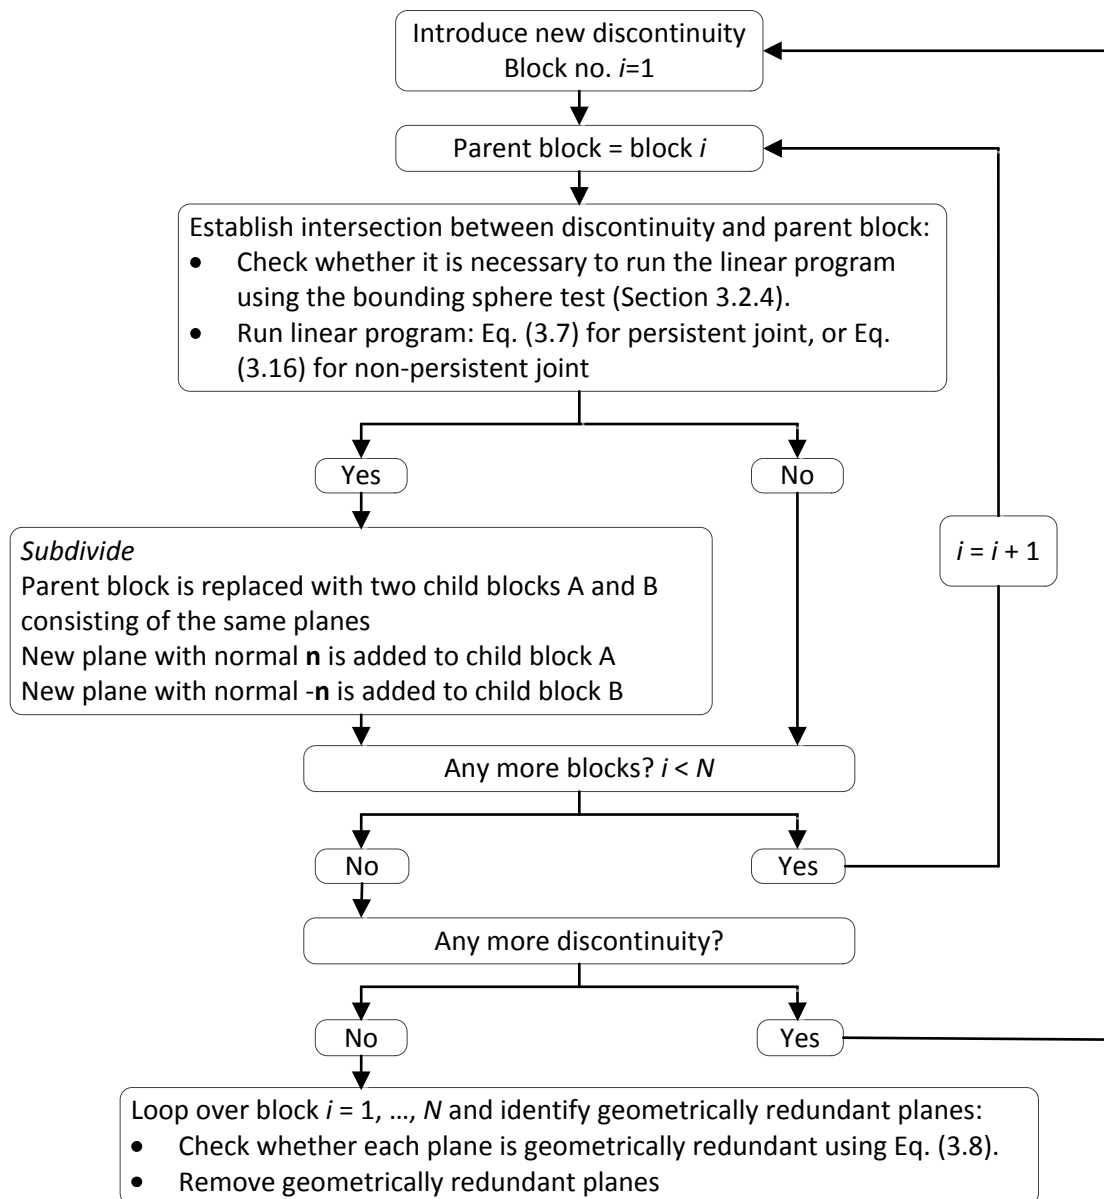 Introduce new discontinuity
Block no. i=1
Parent block = block i
Establish intersection between discontinuity and parent block:
• Check whether it is necessary to run the linear program
using the bounding sphere test (Section 3.2.4).
• Run linear program: Eq. (3.7) for persistent joint, or Eq.
(3.16) for non-persistent joint
Yes
No
i = i + 1
Subdivide
Parent block is replaced with two child blocks A and B
consisting of the same planes
New plane with normal n is added to child block A
New plane with normal -n is added to child block B
Any more blocks? i < N
No
Yes
Any more discontinuity?
No
Yes
Loop over block i = 1, ..., N and identify geometrically redundant planes:
• Check whether each plane is geometrically redundant using Eq. (3.8).
• Remove geometrically redundant planes